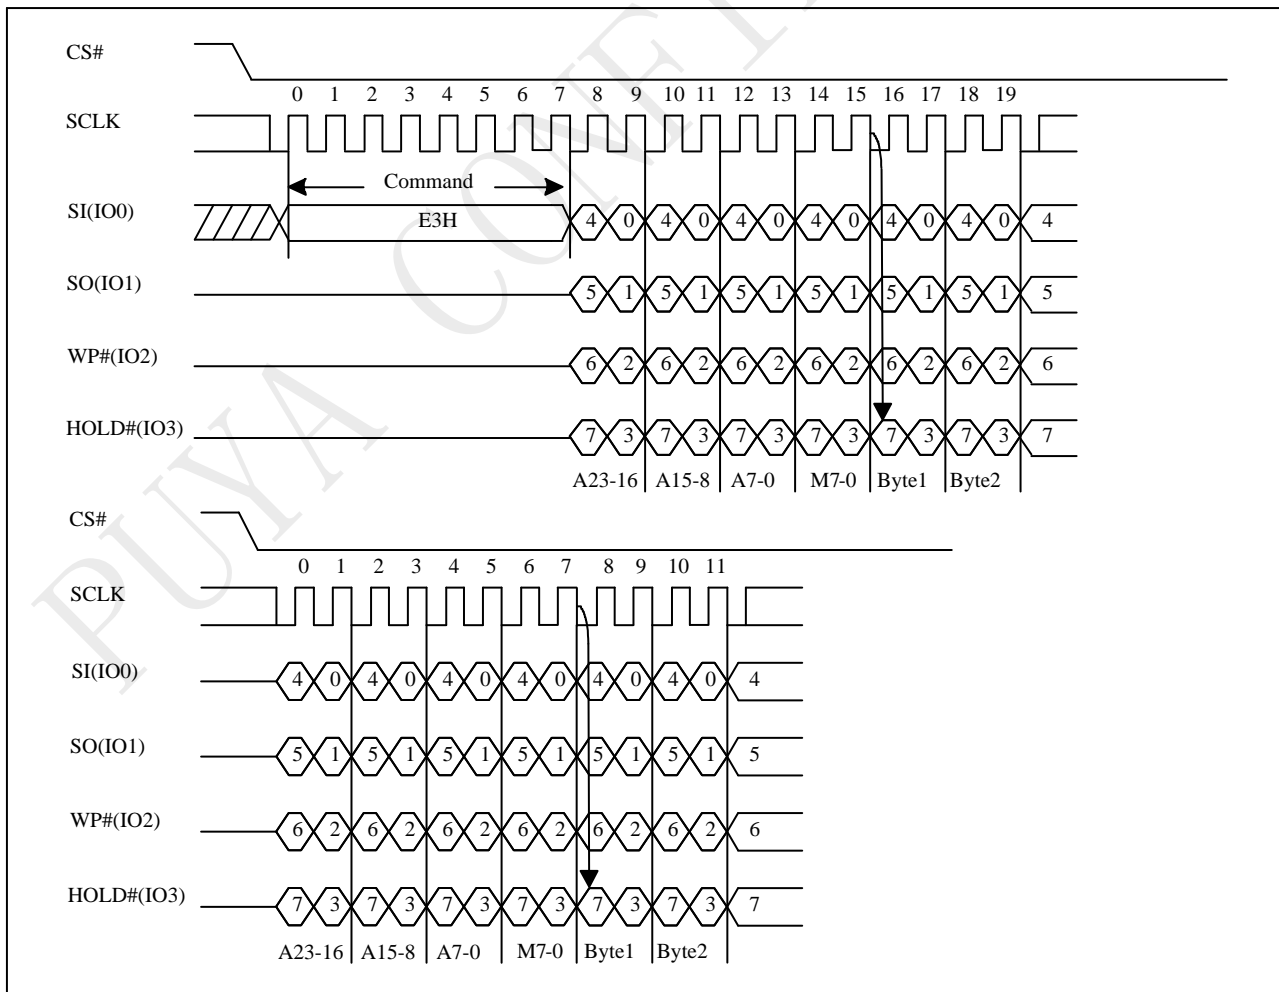 PUYA CONFI
CS#
0 1 2 3 4 5 6 7 8 9 10 11 12 13 14 15 16 17 18 19
SCLK
Command
SI(IO0) E3H 4 0 4 0 4 0 4 0 4 0 4 0 4
SO(IO1) 5 1 5 1 5 1 5 1 5 1 5 1 5
WP#(IO2) 6 2 6 2 6 2 6 2 6 2 6 2 6
HOLD#(IO3) 7 3 7 3 7 3 7 3 7 3 7 3 7
A23-16 A15-8 A7-0 M7-0 Byte1 Byte2
CS#
0 1 2 3 4 5 6 7 8 9 10 11
SCLK
SI(IO0) 4 0 4 0 4 0 4 0 4 0 4 0 4
SO(IO1) 5 1 5 1 5 1 5 1 5 1 5 1 5
WP#(IO2) 6 2 6 2 6 2 6 2 6 2 6 2 6
HOLD#(IO3) 7 3 7 3 7 3 7 3 7 3 7 3 7
A23-16 A15-8 A7-0 M7-0 Byte1 Byte2